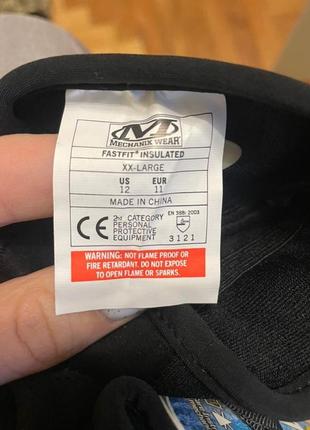 M
MECHANIX WEAR
FASTFIT® INSULATED
XX-LARGE
US EUR
12 11
MADE IN CHINA
CE 2nd CATEGORY PERSONAL PROTECTIVE EQUIPMENT
EN 388: 2003
3121
WARNING: NOT FLAME PROOF OR
FIRE RETARDANT. DO NOT EXPOSE
TO OPEN FLAME OR SPARKS.